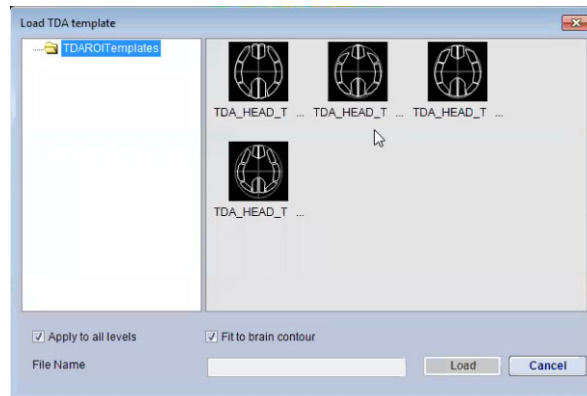 Load TDA template
TDAROITemplates
TDA_HEAD_T ... TDA_HEAD_T ... TDA_HEAD_T ...
TDA_HEAD_T ...
Apply to all levels
Fit to brain contour
File Name
Load
Cancel